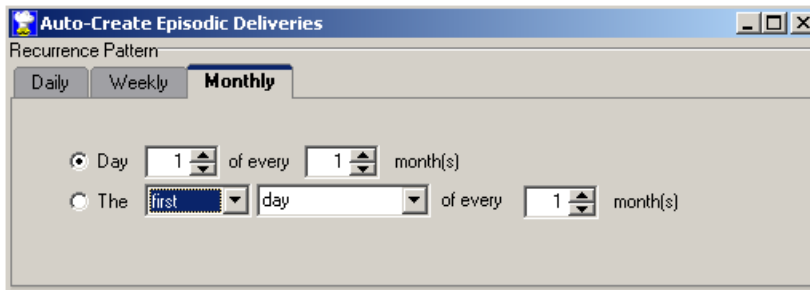 Auto-Create Episodic Deliveries
Recurrence Pattern
Daily Weekly Monthly
Day 1 of every 1 month(s)
The first day of every 1 month(s)